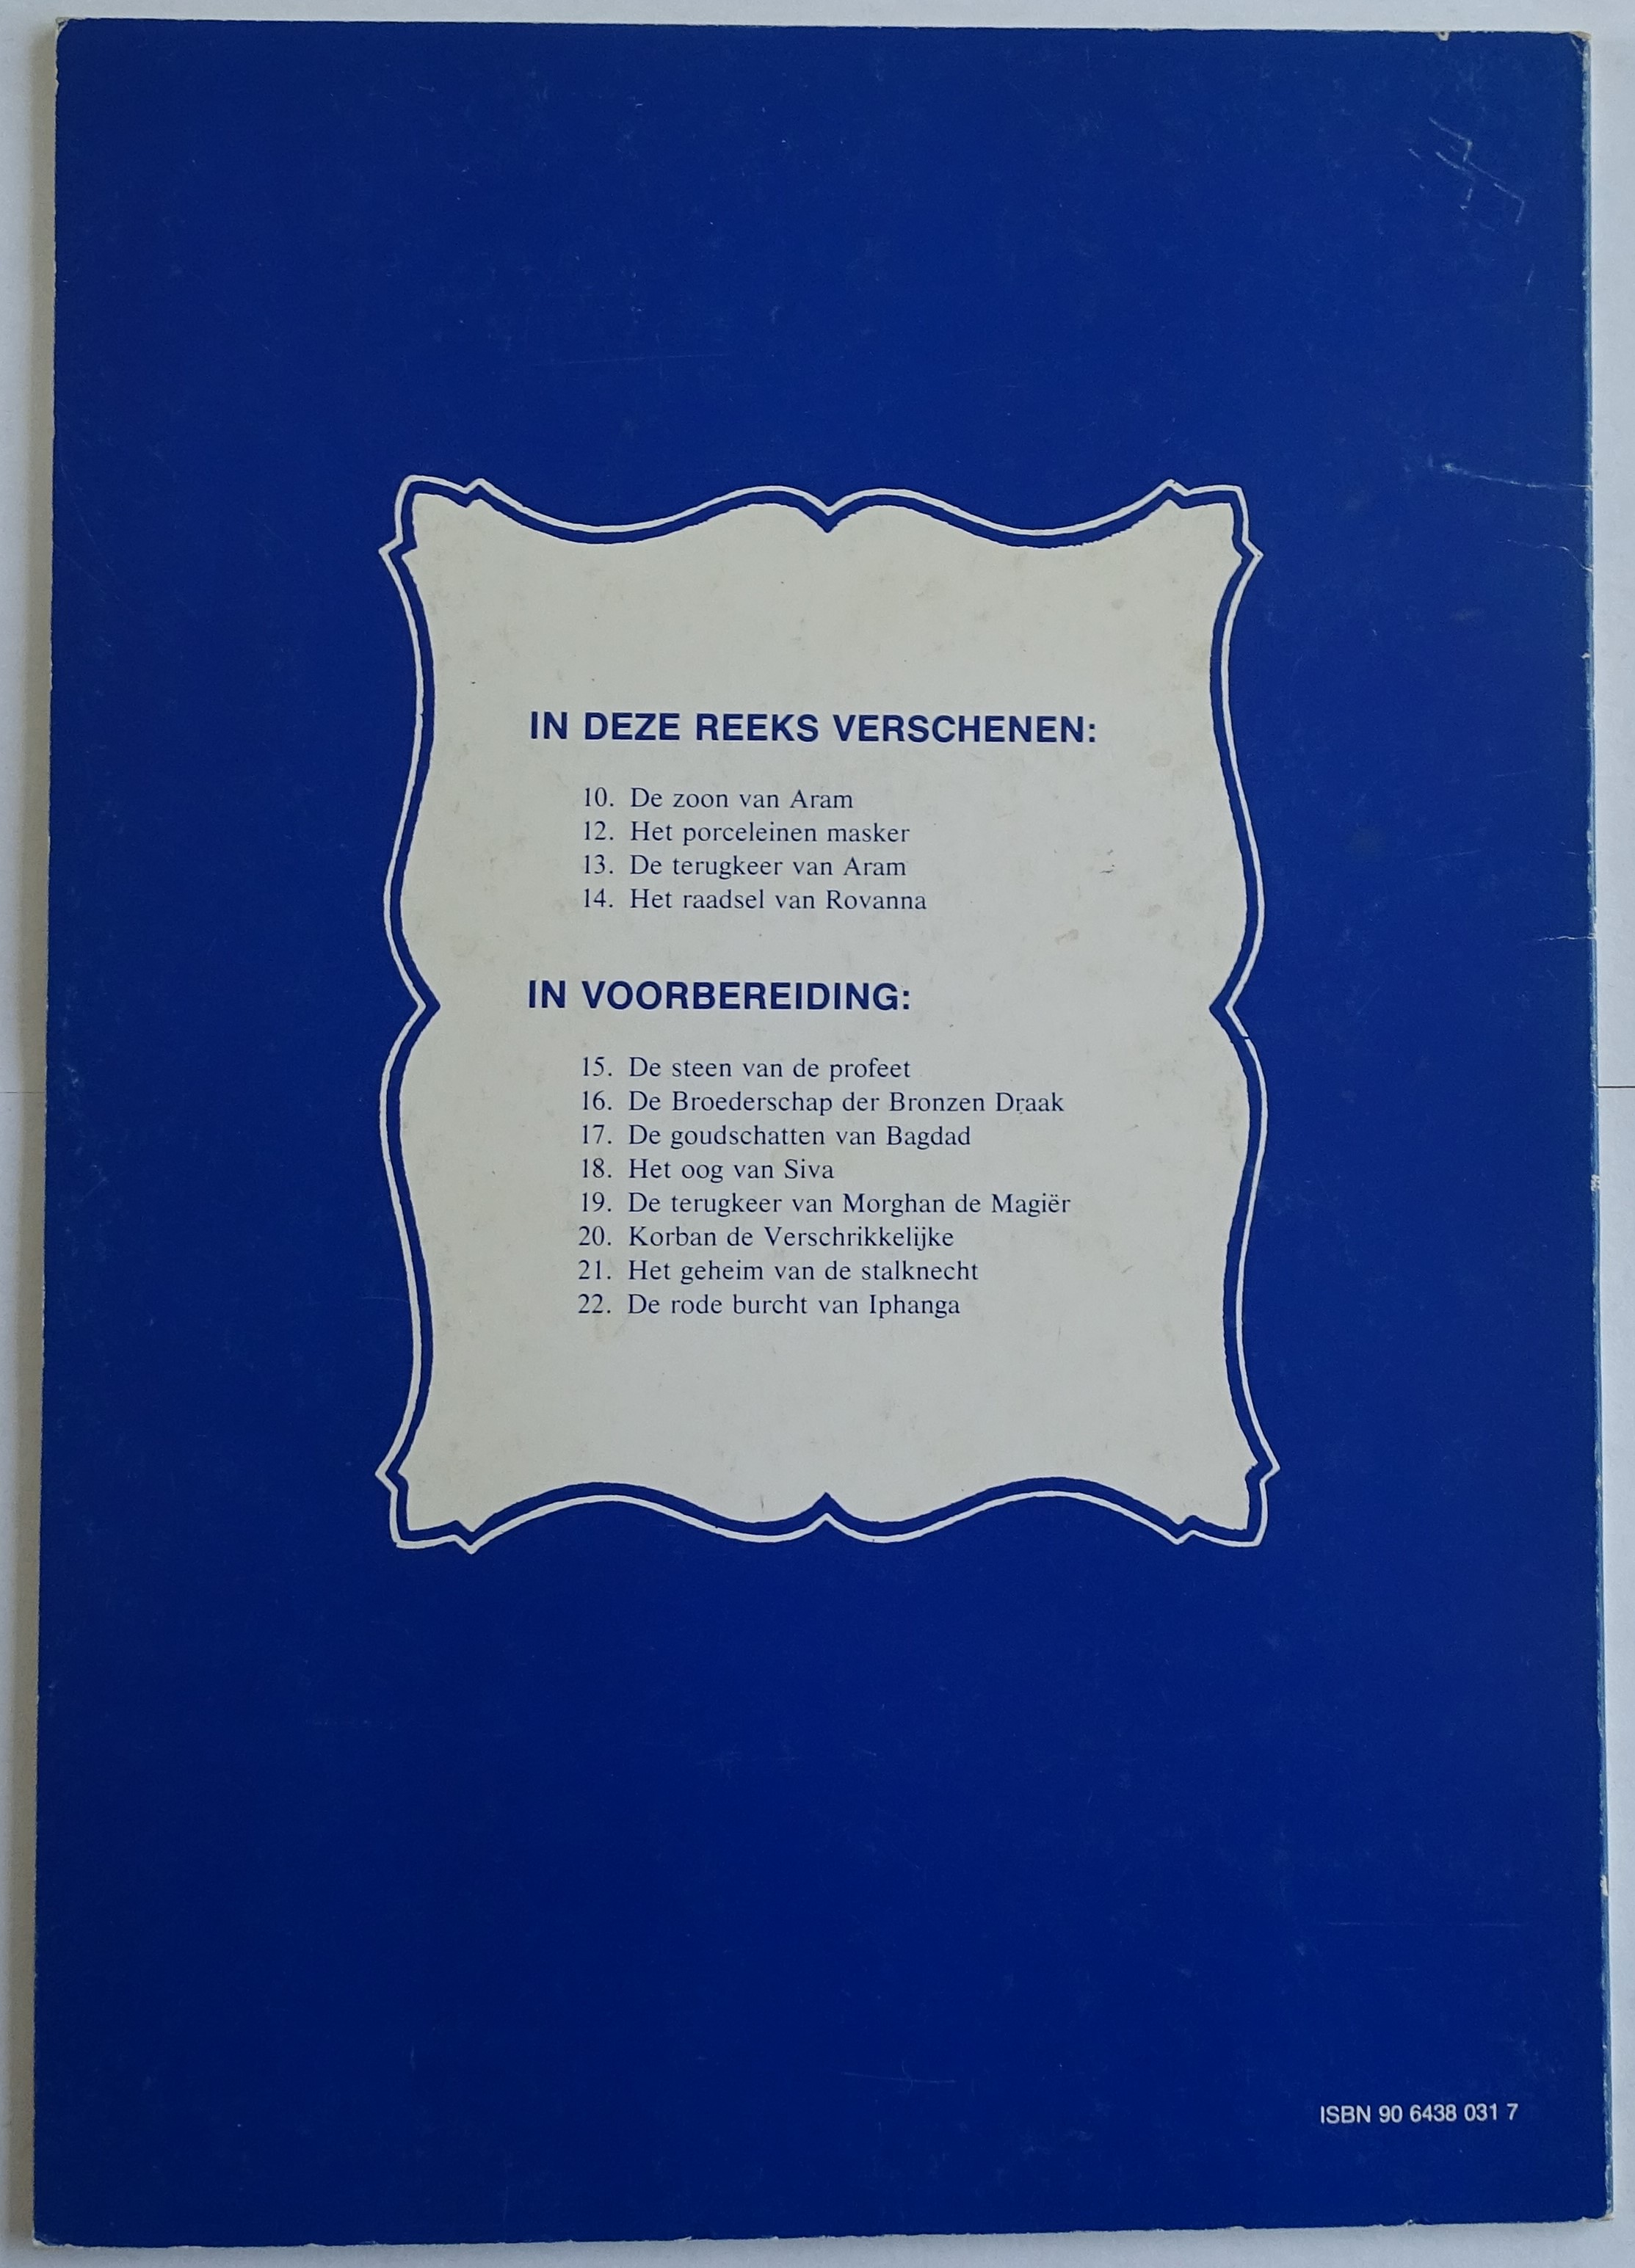 IN DEZE REEKS VERSCHENEN:
10. De zoon van Aram
12. Het porceleinen masker
13. De terugkeer van Aram
14. Het raadsel van Rovanna
IN VOORBEREIDING:
15. De steen van de profeet
16. De Broederschap der Bronzen Draak
17. De goudschatten van Bagdad
18. Het oog van Siva
19. De terugkeer van Morghan de Magiër
20. Korban de Verschrikkelijke
21. Het geheim van de stalknecht
22. De rode burcht van Iphanga
ISBN 90 6438 031 7